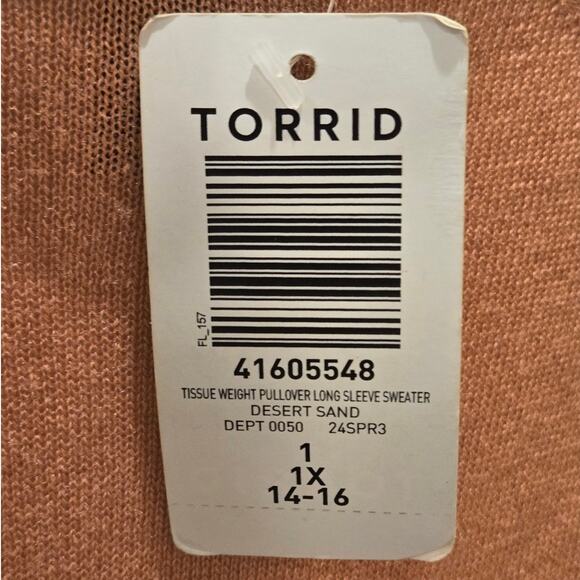 TORRID
FL_157
41605548
TISSUE WEIGHT PULLOVER LONG SLEEVE SWEATER
DESERT SAND
DEPT 0050 24SPR3
1
1X
14-16